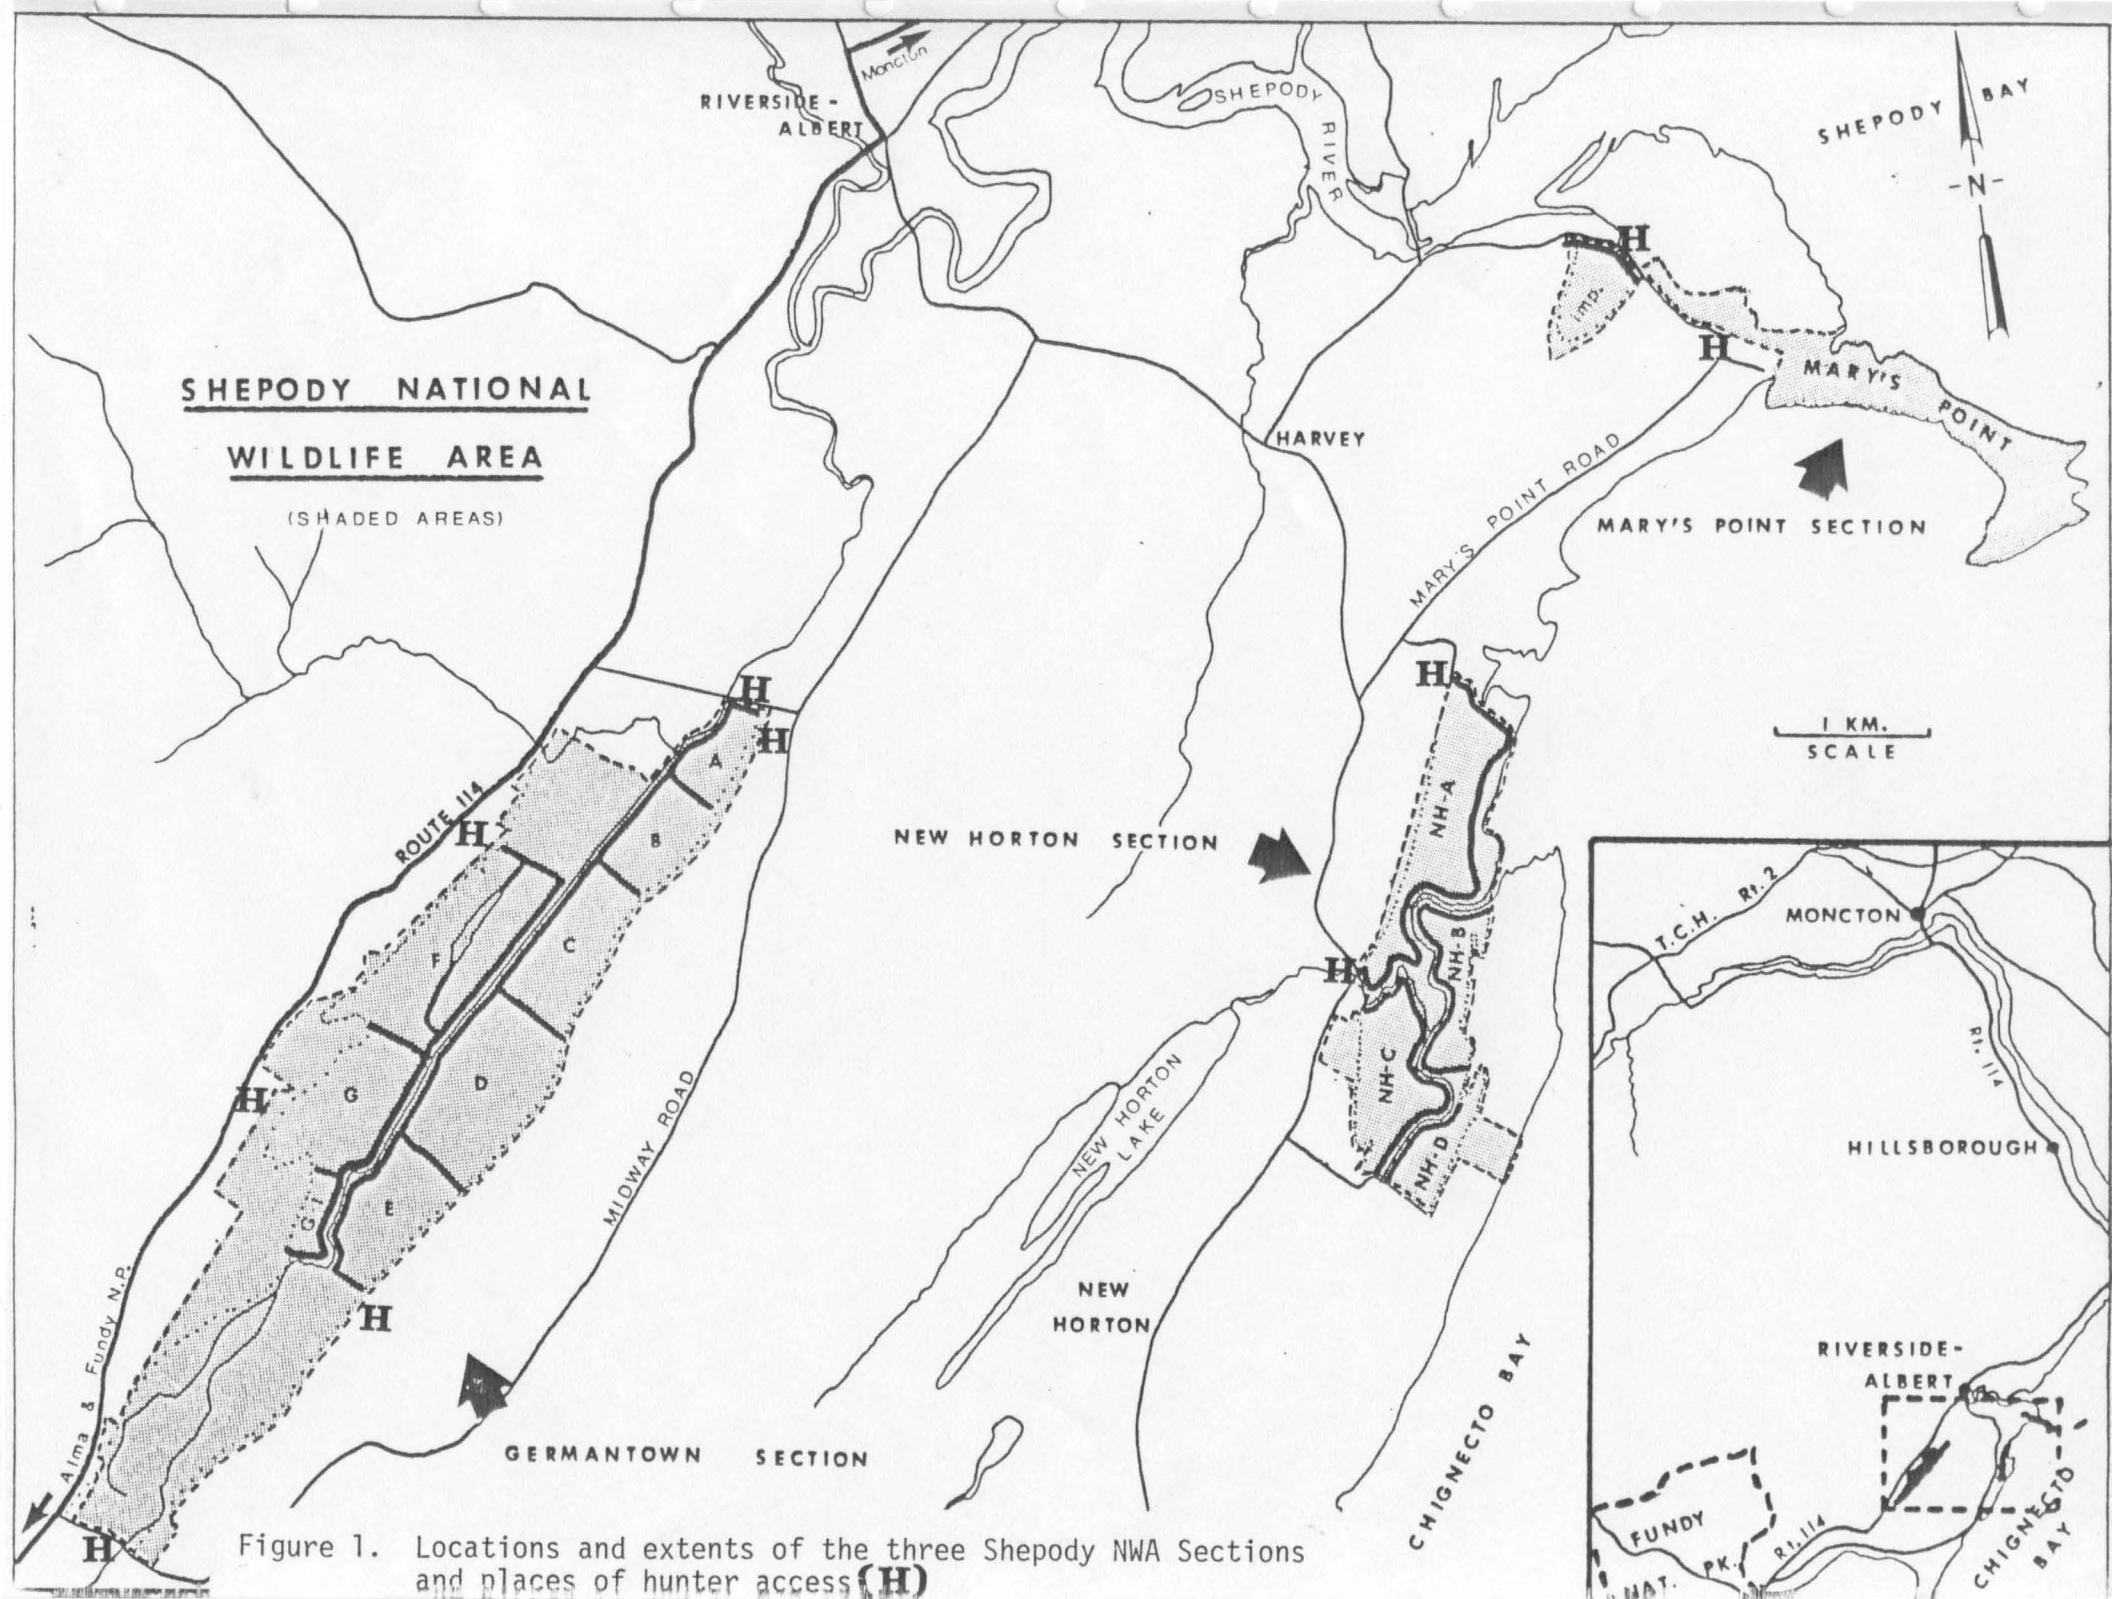 Moncton
RIVERSIDE-
ALBERT
SHEPODY
RIVER
SHEPODY BAY
-N-
H
imp.
H
MARY'S
POINT
SHEPODY NATIONAL
WILDLIFE AREA
(SHADED AREAS)
HARVEY
MARY'S POINT ROAD
MARY'S POINT SECTION
H
H
H
1 KM.
SCALE
A
B
C
D
E
F
G
G1
ROUTE 114
H
H
H
H
MIDWAY ROAD
NEW HORTON SECTION
NH-A
NH-B
NH-C
NH-D
H
NEW HORTON
LAKE
NEW
HORTON
CHIGNECTO BAY
Alma & Fundy N.P.
GERMANTOWN SECTION
T.C.H. Rt. 2
MONCTON
Rt. 114
HILLSBOROUGH
RIVERSIDE-
ALBERT
FUNDY
NAT. PK.
Rt. 114
CHIGNECTO
BAY
Figure 1. Locations and extents of the three Shepody NWA Sections
and places of hunter access (H)